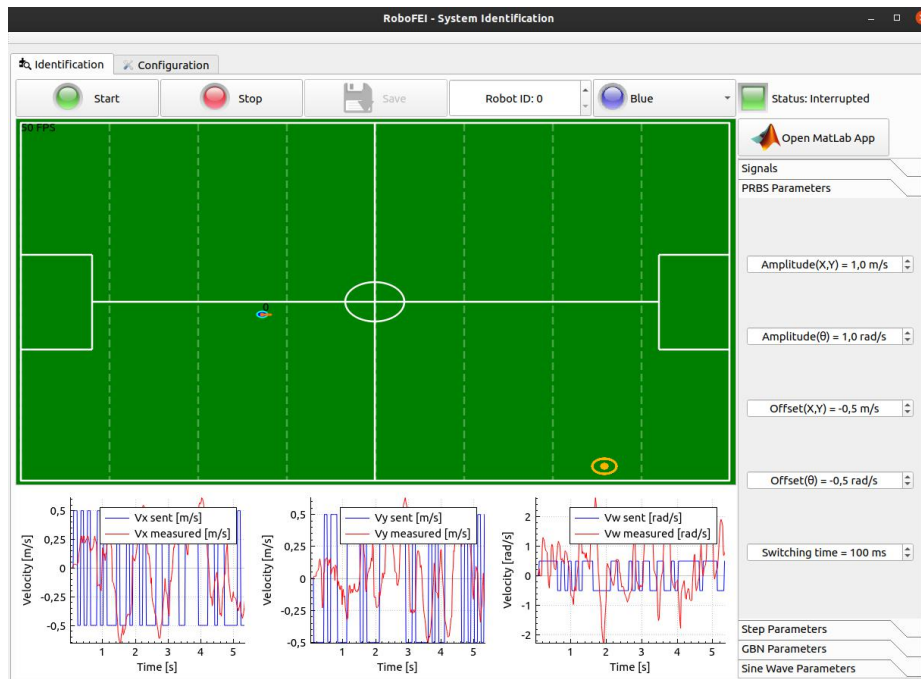 RoboFEI - System Identification
Identification
Configuration
Start
Stop
Save
Robot ID: 0
Blue
Status: Interrupted
50 FPS
0
Open MatLab App
Signals
PRBS Parameters
Amplitude(X,Y) = 1,0 m/s
Amplitude(θ) = 1,0 rad/s
Offset(X,Y) = -0,5 m/s
Offset(θ) = -0,5 rad/s
Switching time = 100 ms
Step Parameters
GBN Parameters
Sine Wave Parameters
Velocity [m/s]
0,5
0,25
0
-0,25
-0,5
Vx sent [m/s]
Vx measured [m/s]
1 2 3 4 5
Time [s]
Velocity [m/s]
0,5
0,25
0
-0,25
-0,5
Vy sent [m/s]
Vy measured [m/s]
1 2 3 4 5
Time [s]
Velocity [rad/s]
2
1
0
-1
-2
Vw sent [rad/s]
Vw measured [rad/s]
1 2 3 4 5
Time [s]